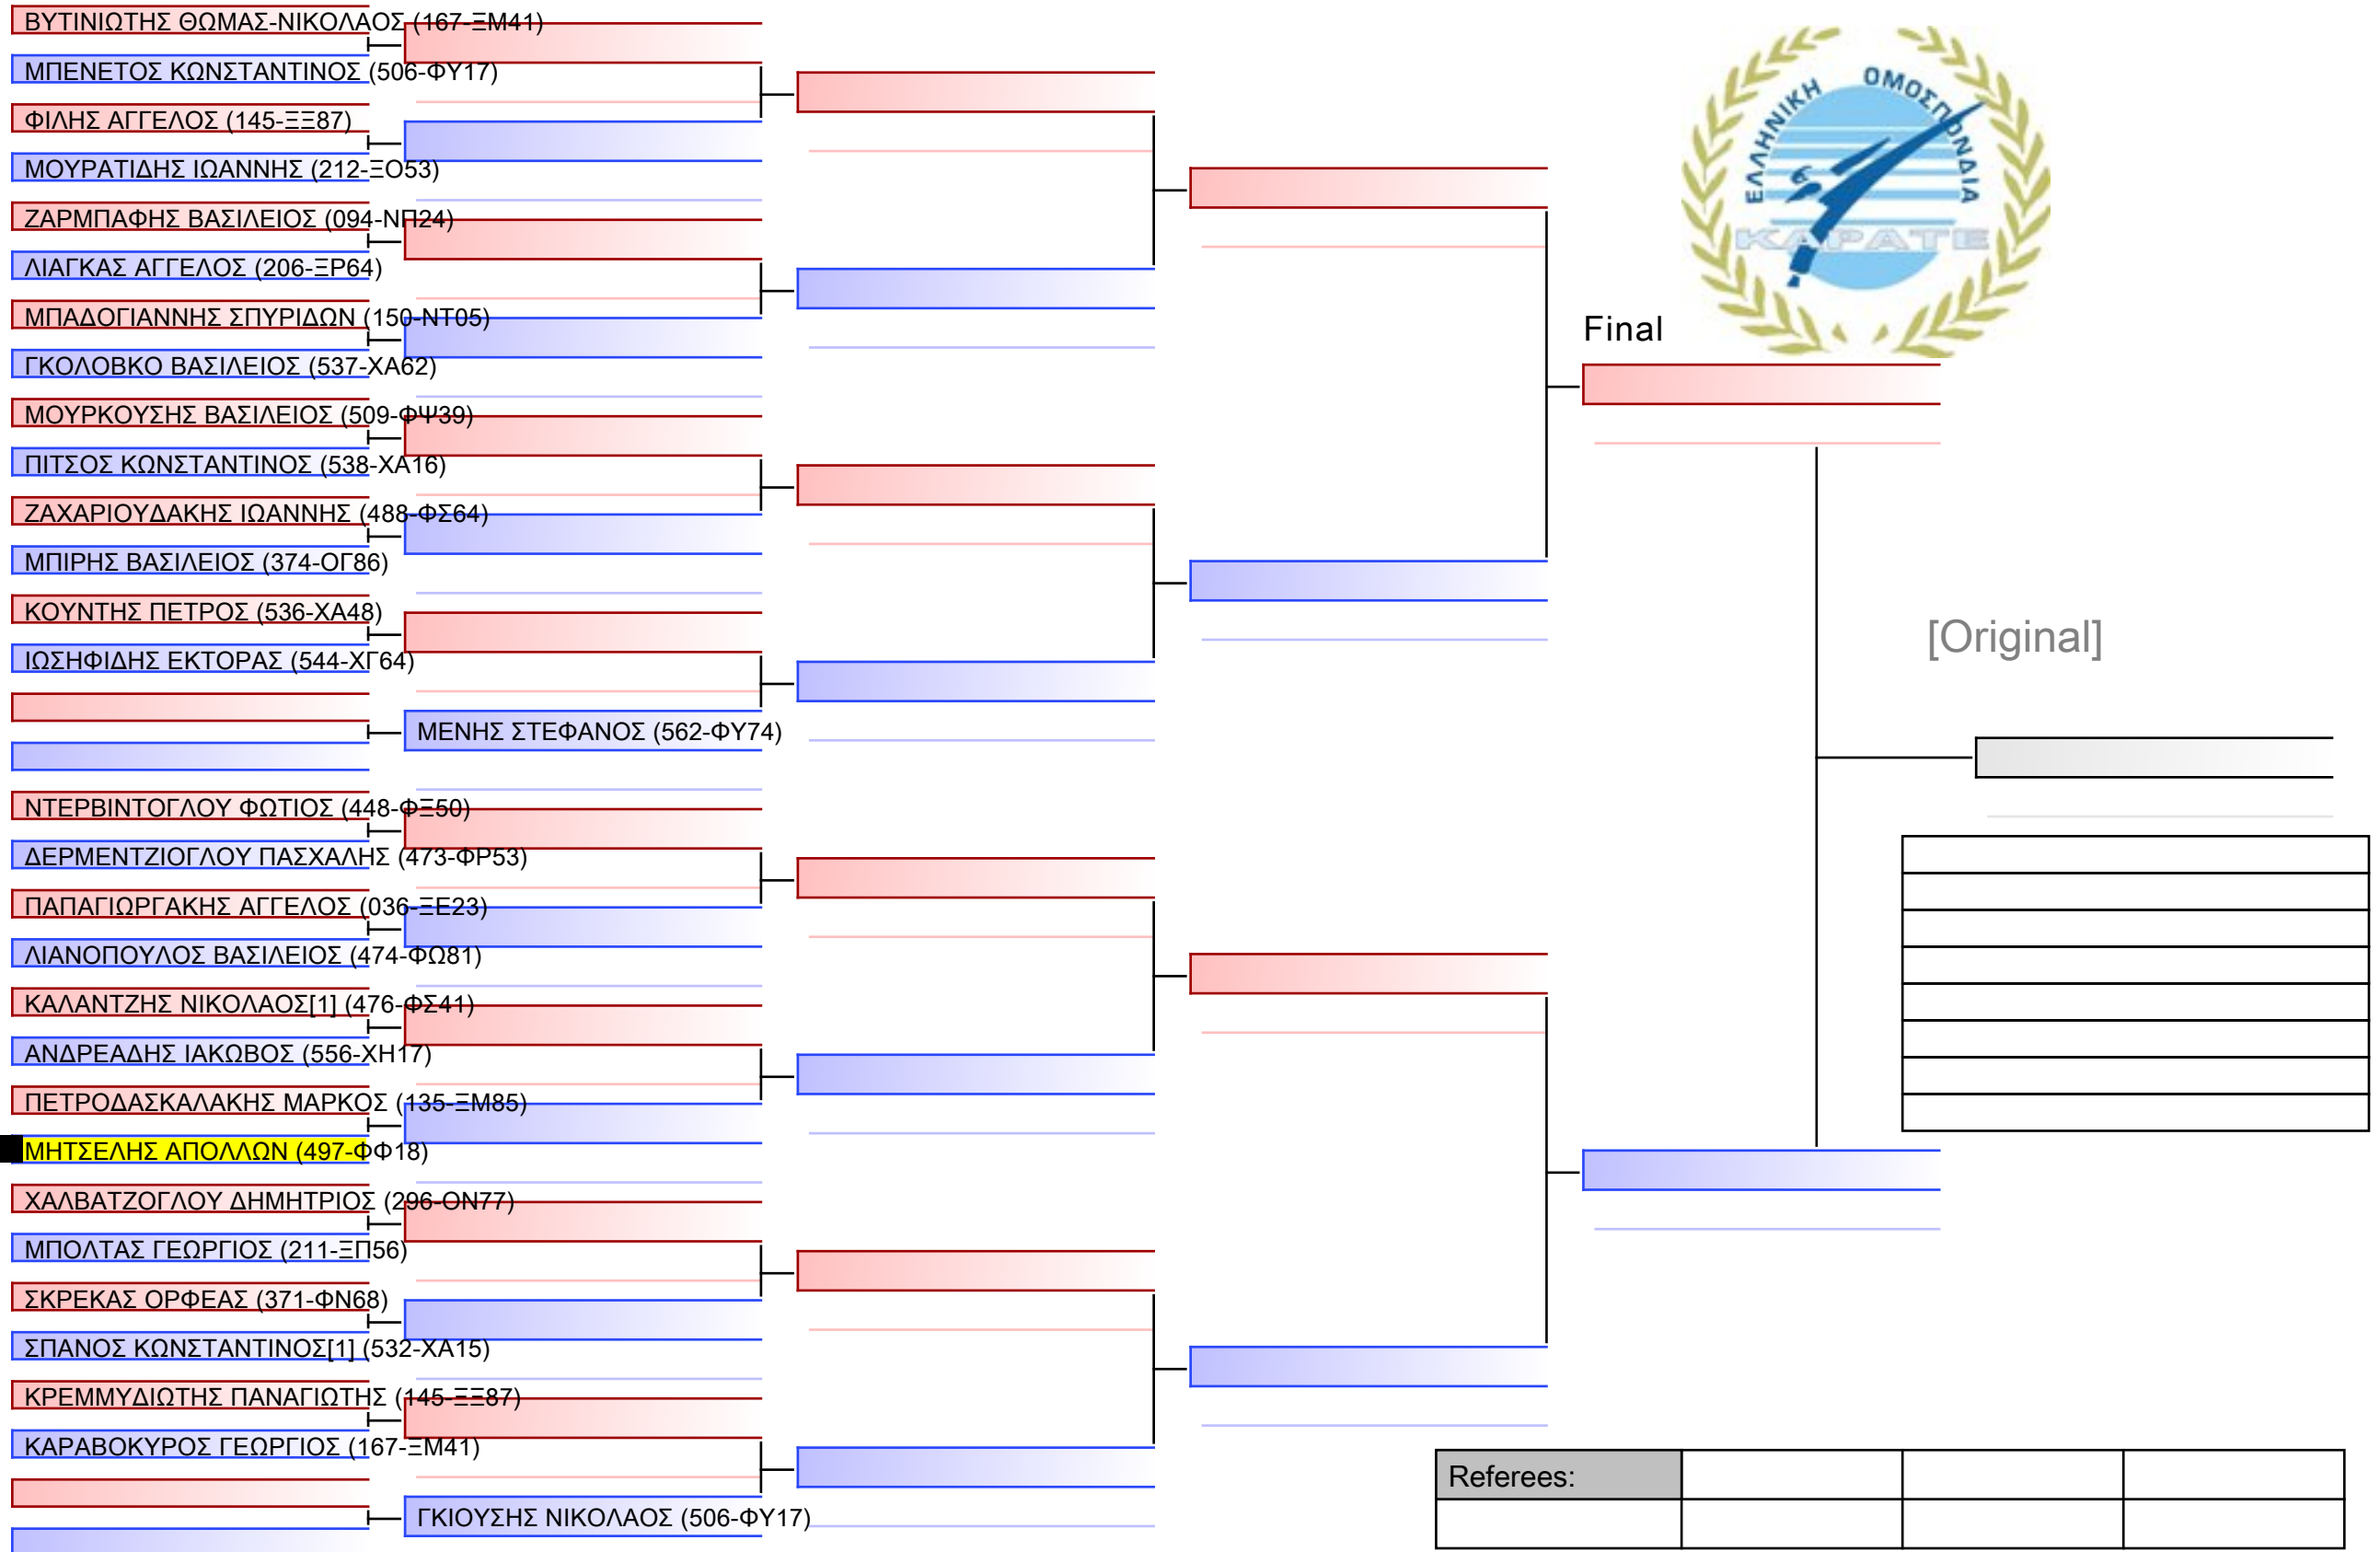 ΒΥΤΙΝΙΩΤΗΣ ΘΩΜΑΣ-ΝΙΚΟΛΑΟΣ (167-ΞΜ41)
ΜΠΕΝΕΤΟΣ ΚΩΝΣΤΑΝΤΙΝΟΣ (506-ΦΥ17)
ΦΙΛΗΣ ΑΓΓΕΛΟΣ (145-ΞΞ87)
ΜΟΥΡΑΤΙΔΗΣ ΙΩΑΝΝΗΣ (212-ΞΟ53)
ΖΑΡΜΠΑΦΗΣ ΒΑΣΙΛΕΙΟΣ (094-ΝΠ24)
ΛΙΑΓΚΑΣ ΑΓΓΕΛΟΣ (206-ΞΡ64)
ΜΠΑΔΟΓΙΑΝΝΗΣ ΣΠΥΡΙΔΩΝ (150-ΝΤ05)
ΓΚΟΛΟΒΚΟ ΒΑΣΙΛΕΙΟΣ (537-ΧΑ62)
ΜΟΥΡΚΟΥΣΗΣ ΒΑΣΙΛΕΙΟΣ (509-ΦΨ39)
ΠΙΤΣΟΣ ΚΩΝΣΤΑΝΤΙΝΟΣ (538-ΧΑ16)
ΖΑΧΑΡΙΟΥΔΑΚΗΣ ΙΩΑΝΝΗΣ (488-ΦΣ64)
ΜΠΙΡΗΣ ΒΑΣΙΛΕΙΟΣ (374-ΟΓ86)
ΚΟΥΝΤΗΣ ΠΕΤΡΟΣ (536-ΧΑ48)
ΙΩΣΗΦΙΔΗΣ ΕΚΤΟΡΑΣ (544-ΧΓ64)
ΜΕΝΗΣ ΣΤΕΦΑΝΟΣ (562-ΦΥ74)
ΝΤΕΡΒΙΝΤΟΓΛΟΥ ΦΩΤΙΟΣ (448-ΦΞ50)
ΔΕΡΜΕΝΤΖΙΟΓΛΟΥ ΠΑΣΧΑΛΗΣ (473-ΦΡ53)
ΠΑΠΑΓΙΩΡΓΑΚΗΣ ΑΓΓΕΛΟΣ (036-ΞΕ23)
ΛΙΑΝΟΠΟΥΛΟΣ ΒΑΣΙΛΕΙΟΣ (474-ΦΩ81)
ΚΑΛΑΝΤΖΗΣ ΝΙΚΟΛΑΟΣ[1] (476-ΦΣ41)
ΑΝΔΡΕΑΔΗΣ ΙΑΚΩΒΟΣ (556-ΧΗ17)
ΠΕΤΡΟΔΑΣΚΑΛΑΚΗΣ ΜΑΡΚΟΣ (135-ΞΜ85)
ΜΗΤΣΕΛΗΣ ΑΠΟΛΛΩΝ (497-ΦΦ18)
ΧΑΛΒΑΤΖΟΓΛΟΥ ΔΗΜΗΤΡΙΟΣ (296-ΟΝ77)
ΜΠΟΛΤΑΣ ΓΕΩΡΓΙΟΣ (211-ΞΠ56)
ΣΚΡΕΚΑΣ ΟΡΦΕΑΣ (371-ΦΝ68)
ΣΠΑΝΟΣ ΚΩΝΣΤΑΝΤΙΝΟΣ[1] (532-ΧΑ15)
ΚΡΕΜΜΥΔΙΩΤΗΣ ΠΑΝΑΓΙΩΤΗΣ (145-ΞΞ87)
ΚΑΡΑΒΟΚΥΡΟΣ ΓΕΩΡΓΙΟΣ (167-ΞΜ41)
ΓΚΙΟΥΣΗΣ ΝΙΚΟΛΑΟΣ (506-ΦΥ17)
ΕΛΛΗΝΙΚΗ ΟΜΟΣΠΟΝΔΙΑ
ΚΑΡΑΤΕ
Final
[Original]
Referees: